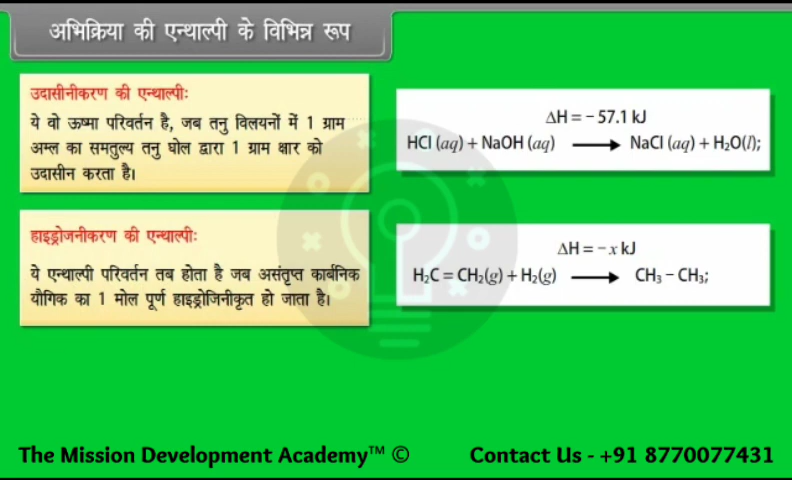 अभिक्रिया की एन्थाल्पी के विभिन्न रूप
उदासीनीकरण की एन्थाल्पीः
ये वो ऊष्मा परिवर्तन है, जब तनु विलयनों में 1 ग्राम
अम्ल का समतुल्य तनु घोल द्वारा 1 ग्राम क्षार को
उदासीन करता है।
ΔH = – 57.1 kJ
HCl (aq) + NaOH (aq) ⟶ NaCl (aq) + H₂O(l);
हाइड्रोजनीकरण की एन्थाल्पीः
ये एन्थाल्पी परिवर्तन तब होता है जब असंतृप्त कार्बनिक
यौगिक का 1 मोल पूर्ण हाइड्रोजिनीकृत हो जाता है।
ΔH = – x kJ
H₂C = CH₂(g) + H₂(g) ⟶ CH₃ – CH₃;
The Mission Development Academy™ © Contact Us - +91 8770077431